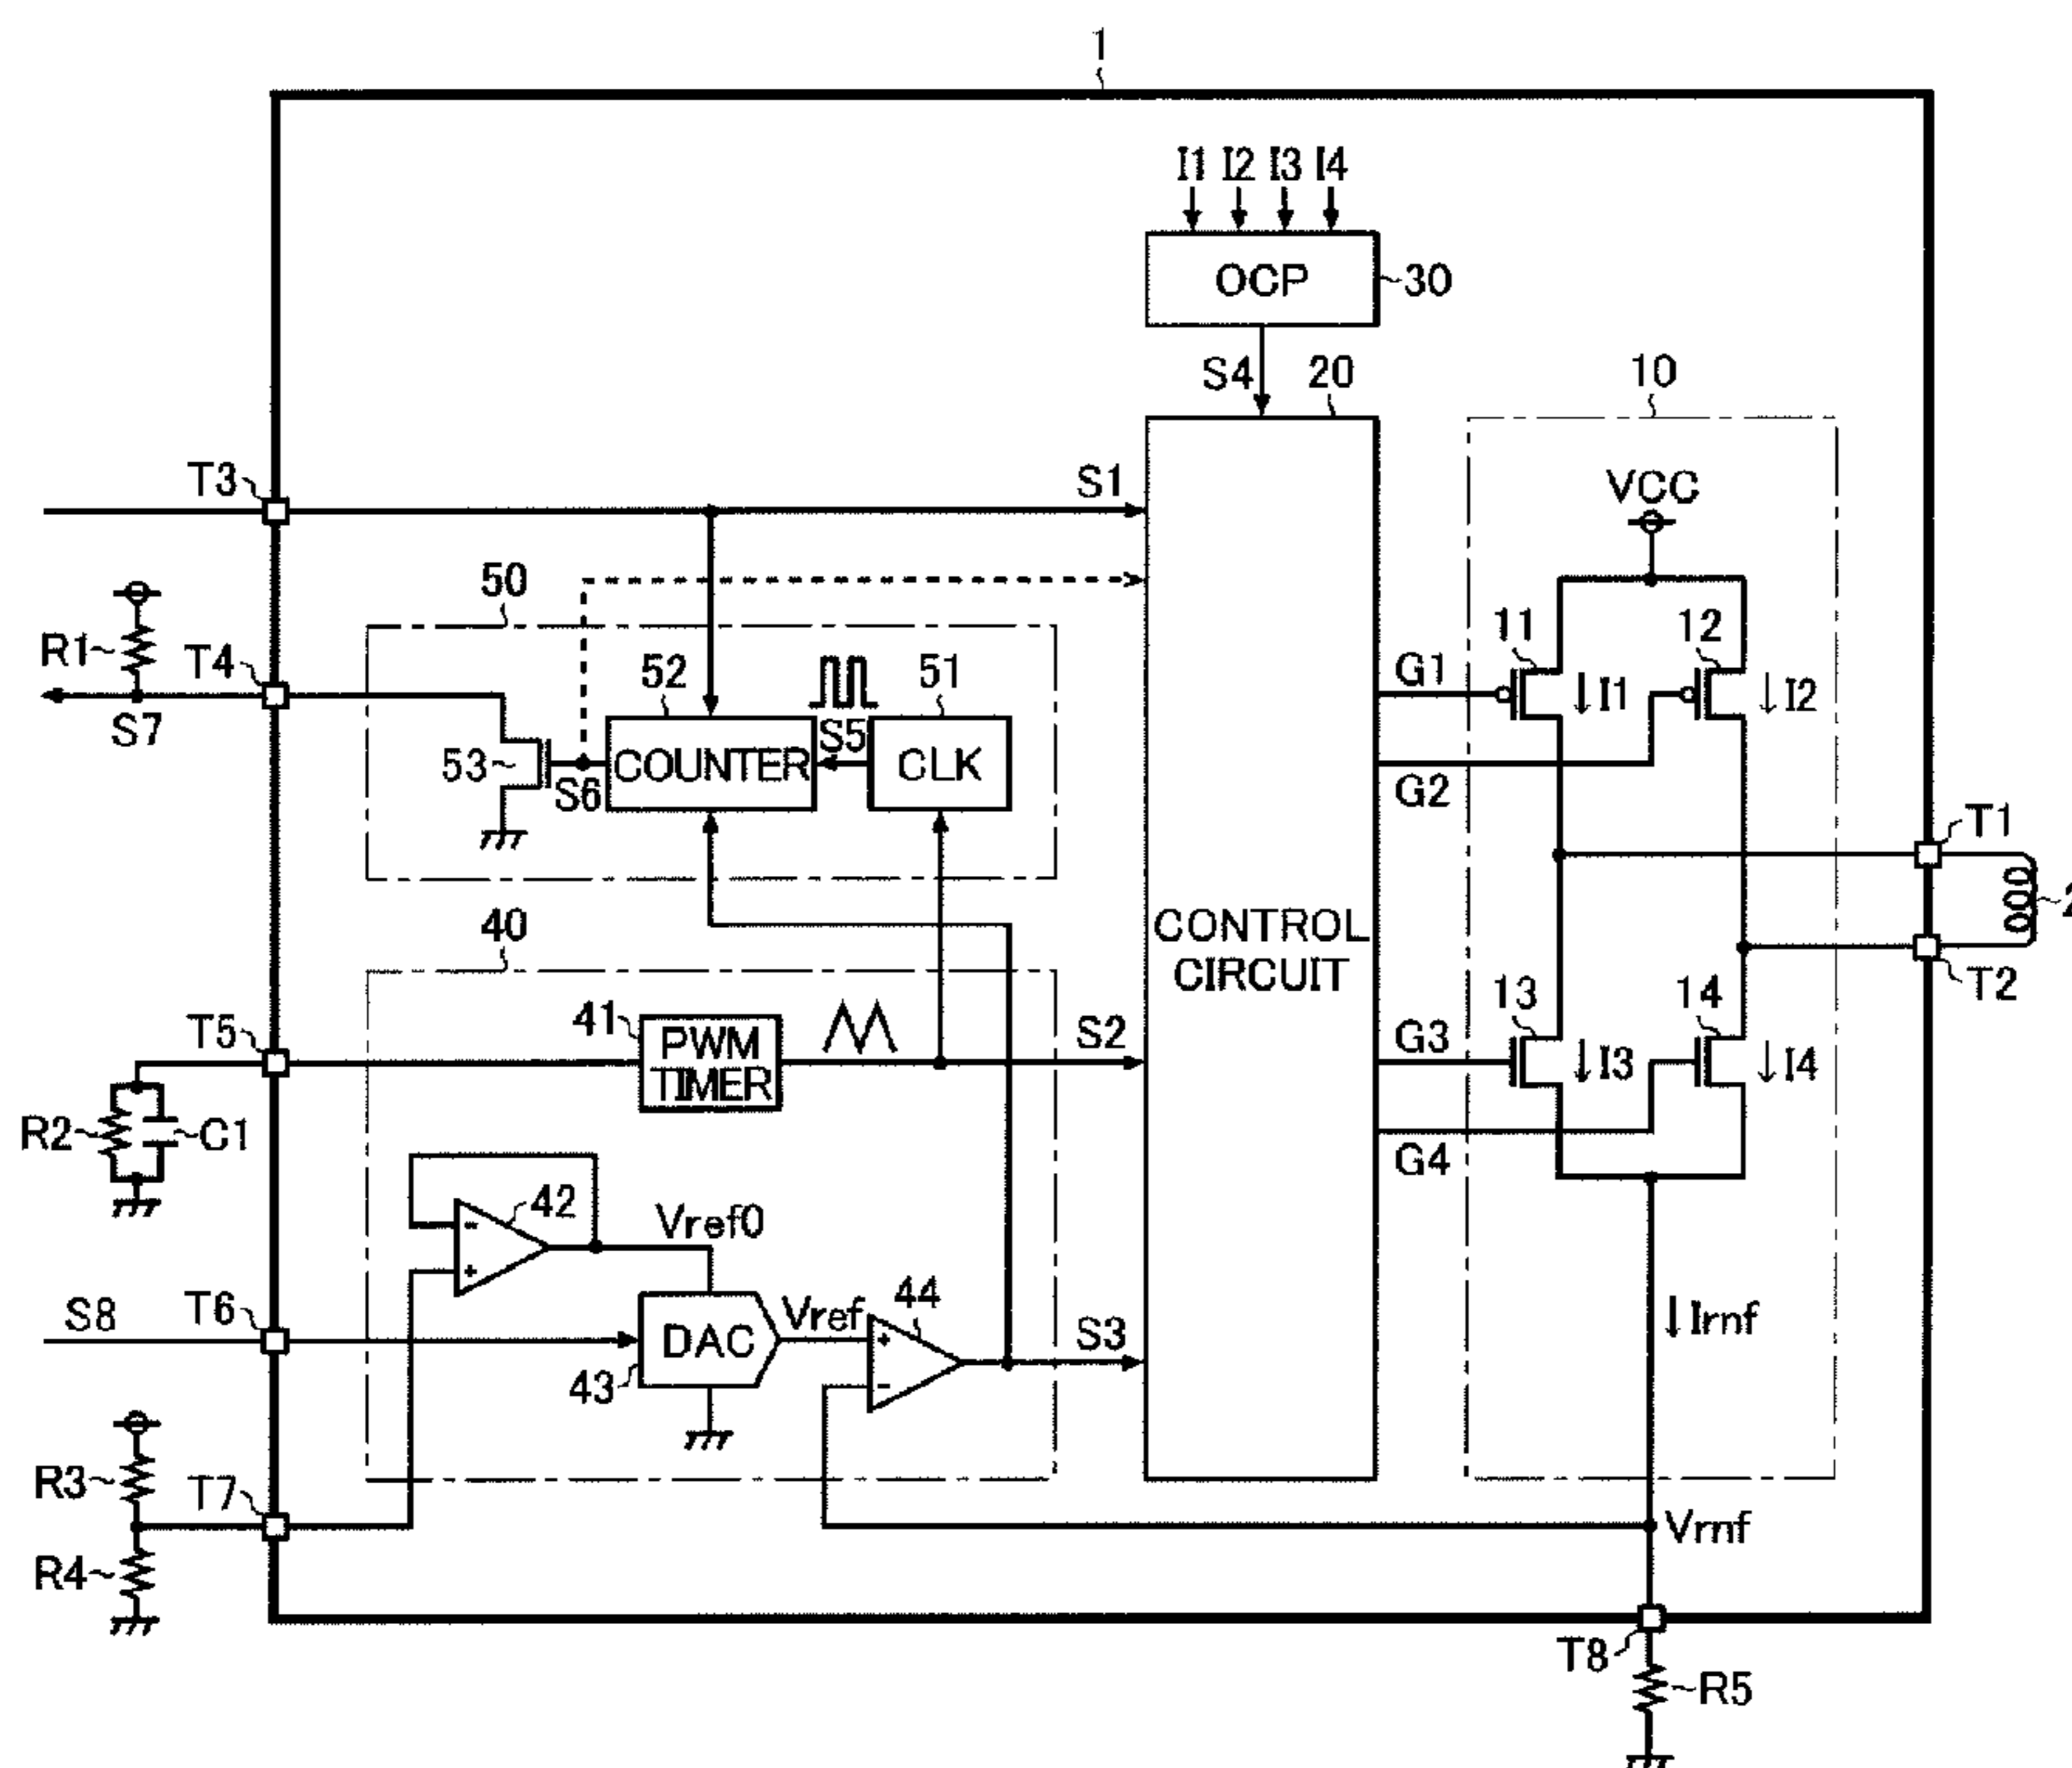 1
I1 I2 I3 I4
OCP
30
S4
20
10
T3
S1
VCC
50
R1
T4
S7
52
51
11
12
G1
I1
I2
53
S6
COUNTER
S5
CLK
G2
T1
2
T2
40
CONTROL
CIRCUIT
T5
41
PWM
TIMER
S2
13
14
G3
I3
I4
R2
C1
G4
42
Vref0
S8
T6
DAC
43
Vref
44
S3
Irnf
R3
T7
R4
Vrnf
T8
R5